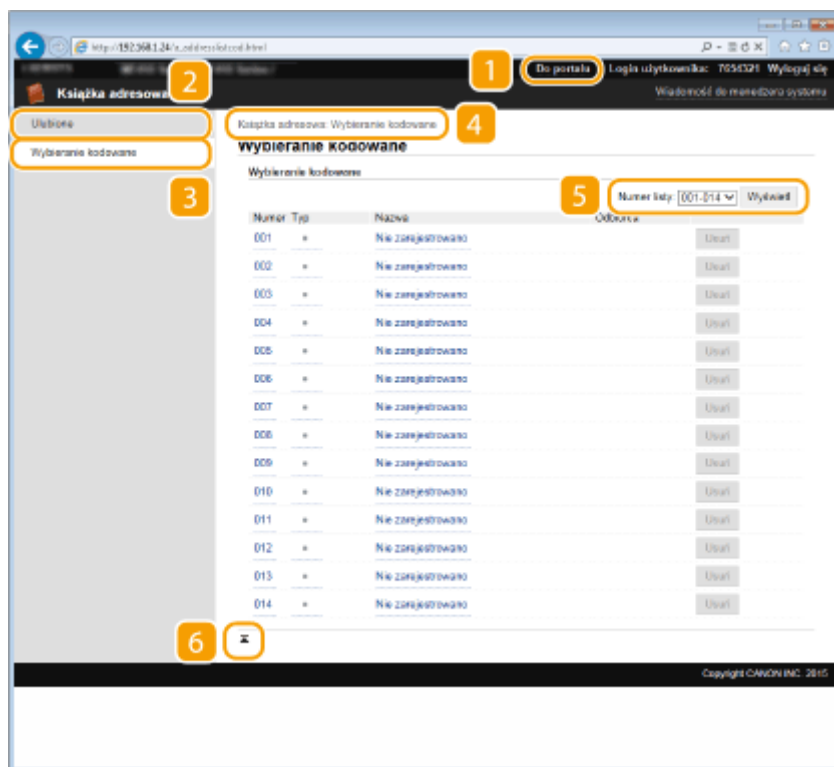 http://192.168.1.24/a_addresslistcod.html
1
Do portalu
Login użytkownika: 7654321 Wyloguj się
2
Książka adresowa
Wiadomość do menedżera systemu
Ulubione
Książka adresowa: Wybieranie kodowane
4
Wybieranie kodowane
Wybieranie kodowane
Wybieranie kodowane
3
5
Numer listy: 001-014 Wyświetl
Numer Typ Nazwa Odbiorca
001 Nie zarejestrowano Usuń
002 Nie zarejestrowano Usuń
003 Nie zarejestrowano Usuń
004 Nie zarejestrowano Usuń
005 Nie zarejestrowano Usuń
006 Nie zarejestrowano Usuń
007 Nie zarejestrowano Usuń
008 Nie zarejestrowano Usuń
009 Nie zarejestrowano Usuń
010 Nie zarejestrowano Usuń
011 Nie zarejestrowano Usuń
012 Nie zarejestrowano Usuń
013 Nie zarejestrowano Usuń
014 Nie zarejestrowano Usuń
6
Copyright CANON INC. 2015